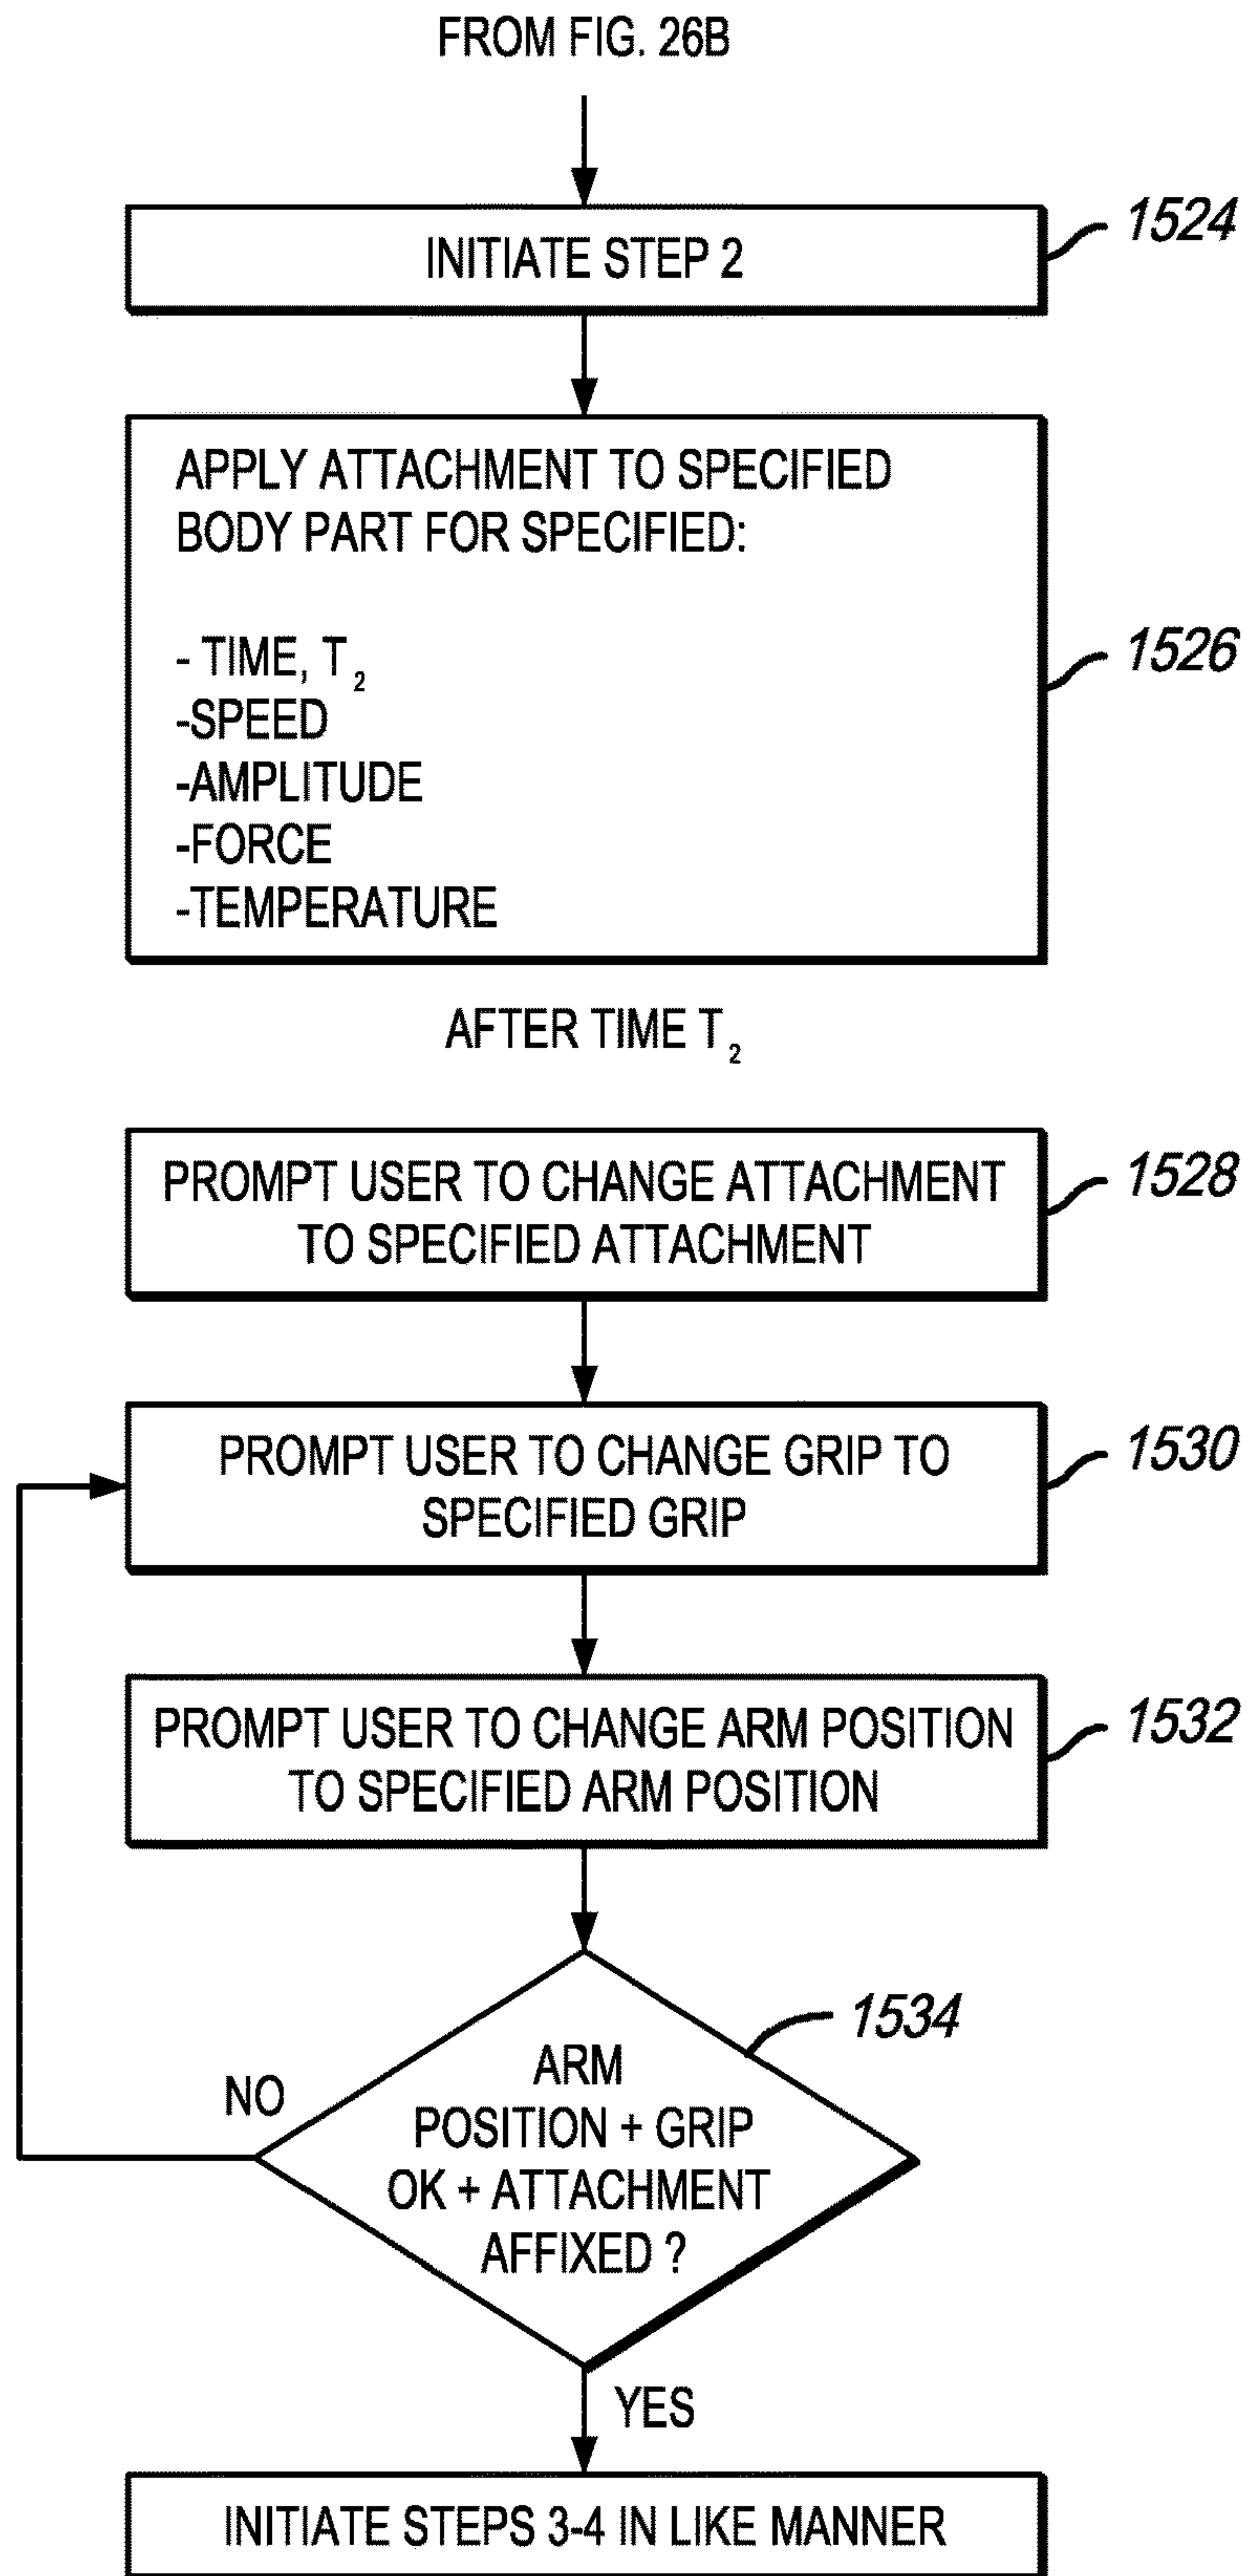 FROM FIG. 26B
INITIATE STEP 2
1524
APPLY ATTACHMENT TO SPECIFIED
BODY PART FOR SPECIFIED:
- TIME, T₂
-SPEED
-AMPLITUDE
-FORCE
-TEMPERATURE
1526
AFTER TIME T₂
PROMPT USER TO CHANGE ATTACHMENT
TO SPECIFIED ATTACHMENT
1528
PROMPT USER TO CHANGE GRIP TO
SPECIFIED GRIP
1530
PROMPT USER TO CHANGE ARM POSITION
TO SPECIFIED ARM POSITION
1532
1534
ARM
POSITION + GRIP
OK + ATTACHMENT
AFFIXED ?
NO
YES
INITIATE STEPS 3-4 IN LIKE MANNER